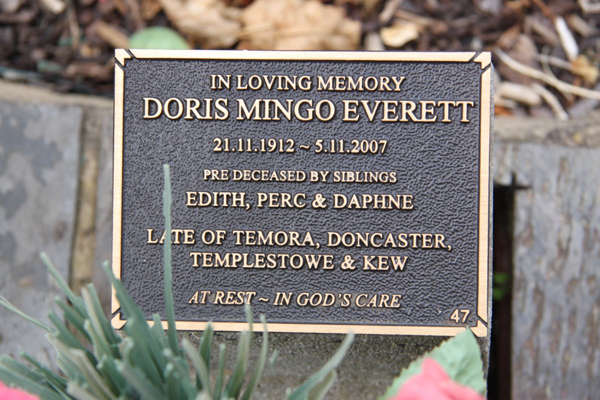 IN LOVING MEMORY
DORIS MINGO EVERETT
21.11.1912 ~ 5.11.2007
PRE DECEASED BY SIBLINGS
EDITH, PERC & DAPHNE
LATE OF TEMORA, DONCASTER,
TEMPLESTOWE & KEW
AT REST ~ IN GOD'S CARE
47